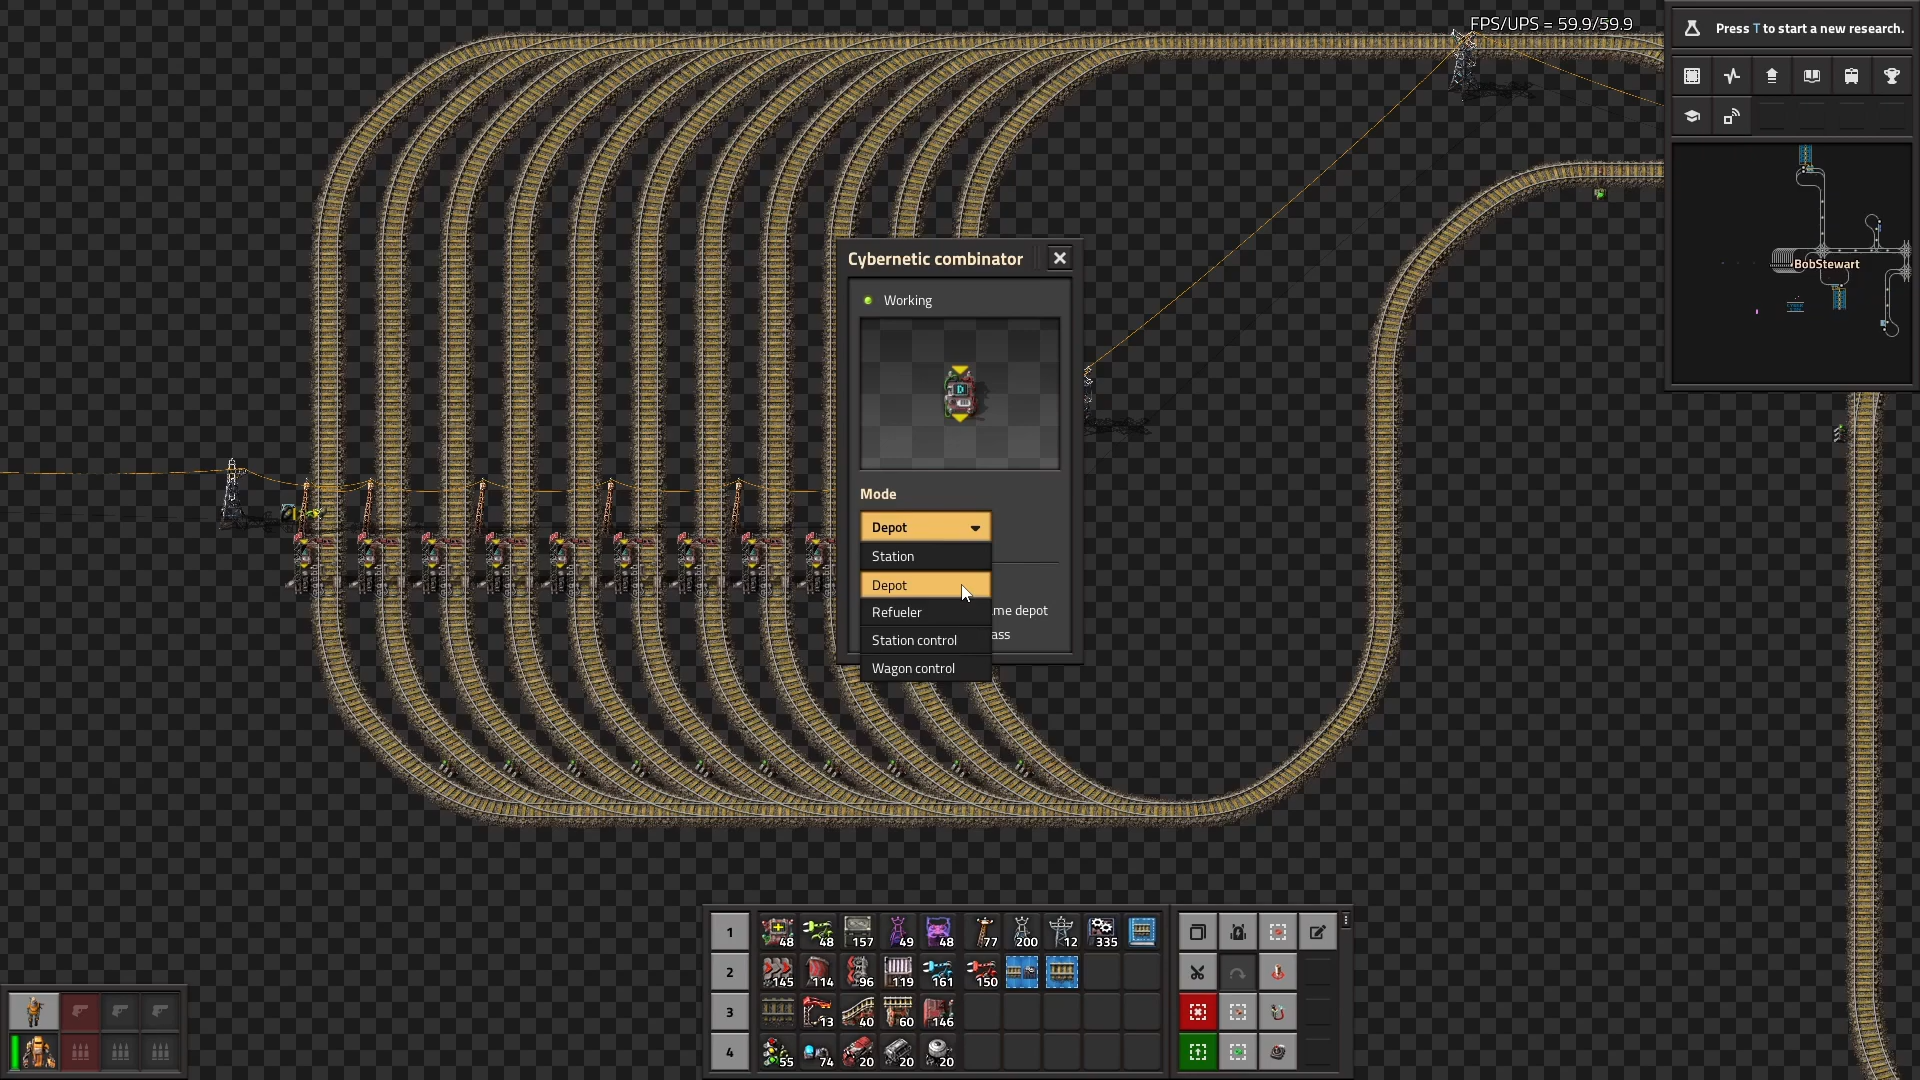 FPS/UPS = 59.9/59.9
Press T to start a new research.
BobStewart
Cybernetic combinator
Working
D
Mode
Depot
Station
Depot
Refueler
me depot
Station control
ass
Wagon control
1
48
48
157
49
48
77
200
12
335
2
145
114
96
119
161
150
3
13
40
60
146
4
55
74
20
20
20